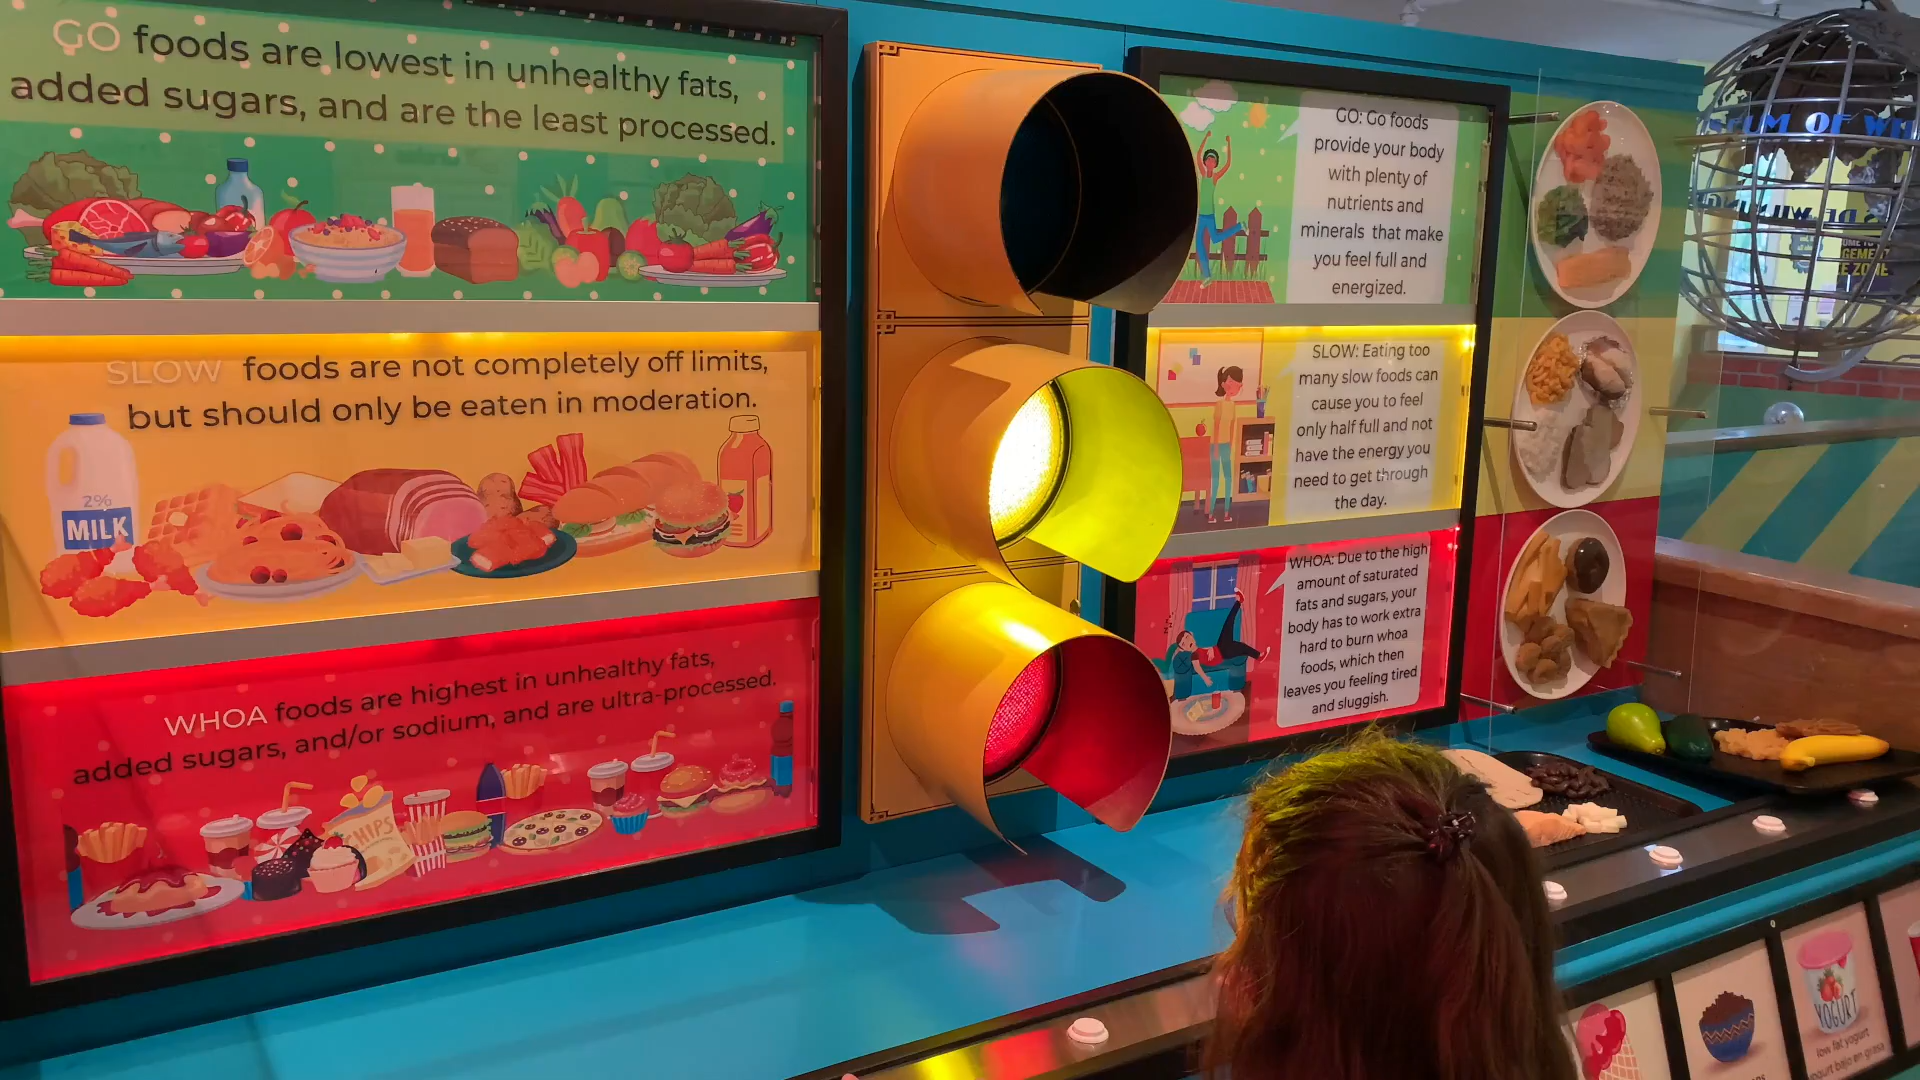 GO foods are lowest in unhealthy fats,
added sugars, and are the least processed.
SLOW foods are not completely off limits,
but should only be eaten in moderation.
2%
MILK
WHOA foods are highest in unhealthy fats,
added sugars, and/or sodium, and are ultra-processed.
CHIPS
GO: Go foods
provide your body
with plenty of
nutrients and
minerals that make
you feel full and
energized.
SLOW: Eating too
many slow foods can
cause you to feel
only half full and not
have the energy you
need to get through
the day.
WHOA: Due to the high
amount of saturated
fats and sugars, your
body has to work extra
hard to burn whoa
foods, which then
leaves you feeling tired
and sluggish.
OF
YOGURT
low fat yogurt